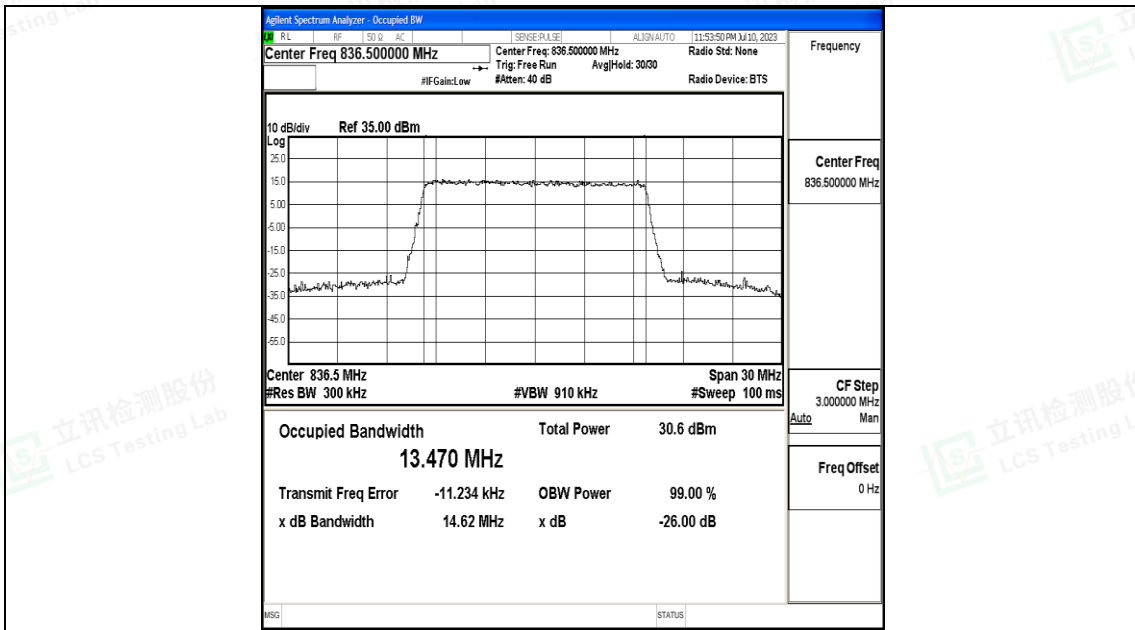 Agilent Spectrum Analyzer - Occupied BW
RL RF 50 Ω AC SENSE:PULSE ALIGN AUTO 11:53:50 PM Jul 10, 2023
Center Freq 836.500000 MHz
Center Freq: 836.500000 MHz
Radio Std: None
Trig: Free Run Avg|Hold: 30/30
#IFGain:Low #Atten: 40 dB Radio Device: BTS
Frequency
10 dB/div Ref 35.00 dBm
Log
25.0
15.0
5.00
-5.00
-15.0
-25.0
-35.0
-45.0
-55.0
Center 836.5 MHz Span 30 MHz
#Res BW 300 kHz #VBW 910 kHz #Sweep 100 ms
Center Freq
836.500000 MHz
CF Step
3.000000 MHz
Auto Man
Freq Offset
0 Hz
Occupied Bandwidth Total Power 30.6 dBm
13.470 MHz
Transmit Freq Error -11.234 kHz OBW Power 99.00 %
x dB Bandwidth 14.62 MHz x dB -26.00 dB
MSG STATUS
立讯检测股份
LCS Testing Lab
立讯检测股份
LCS Testing L